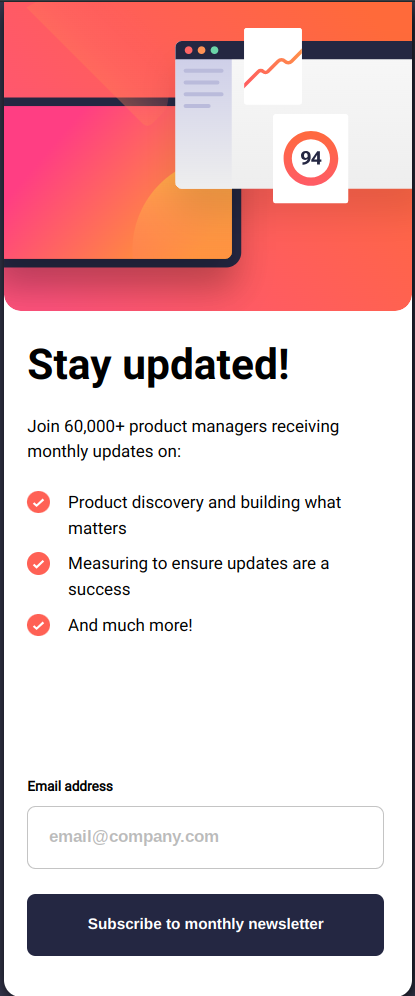 94
Stay updated!
Join 60,000+ product managers receiving
monthly updates on:
Product discovery and building what
matters
Measuring to ensure updates are a
success
And much more!
Email address
email@company.com
Subscribe to monthly newsletter